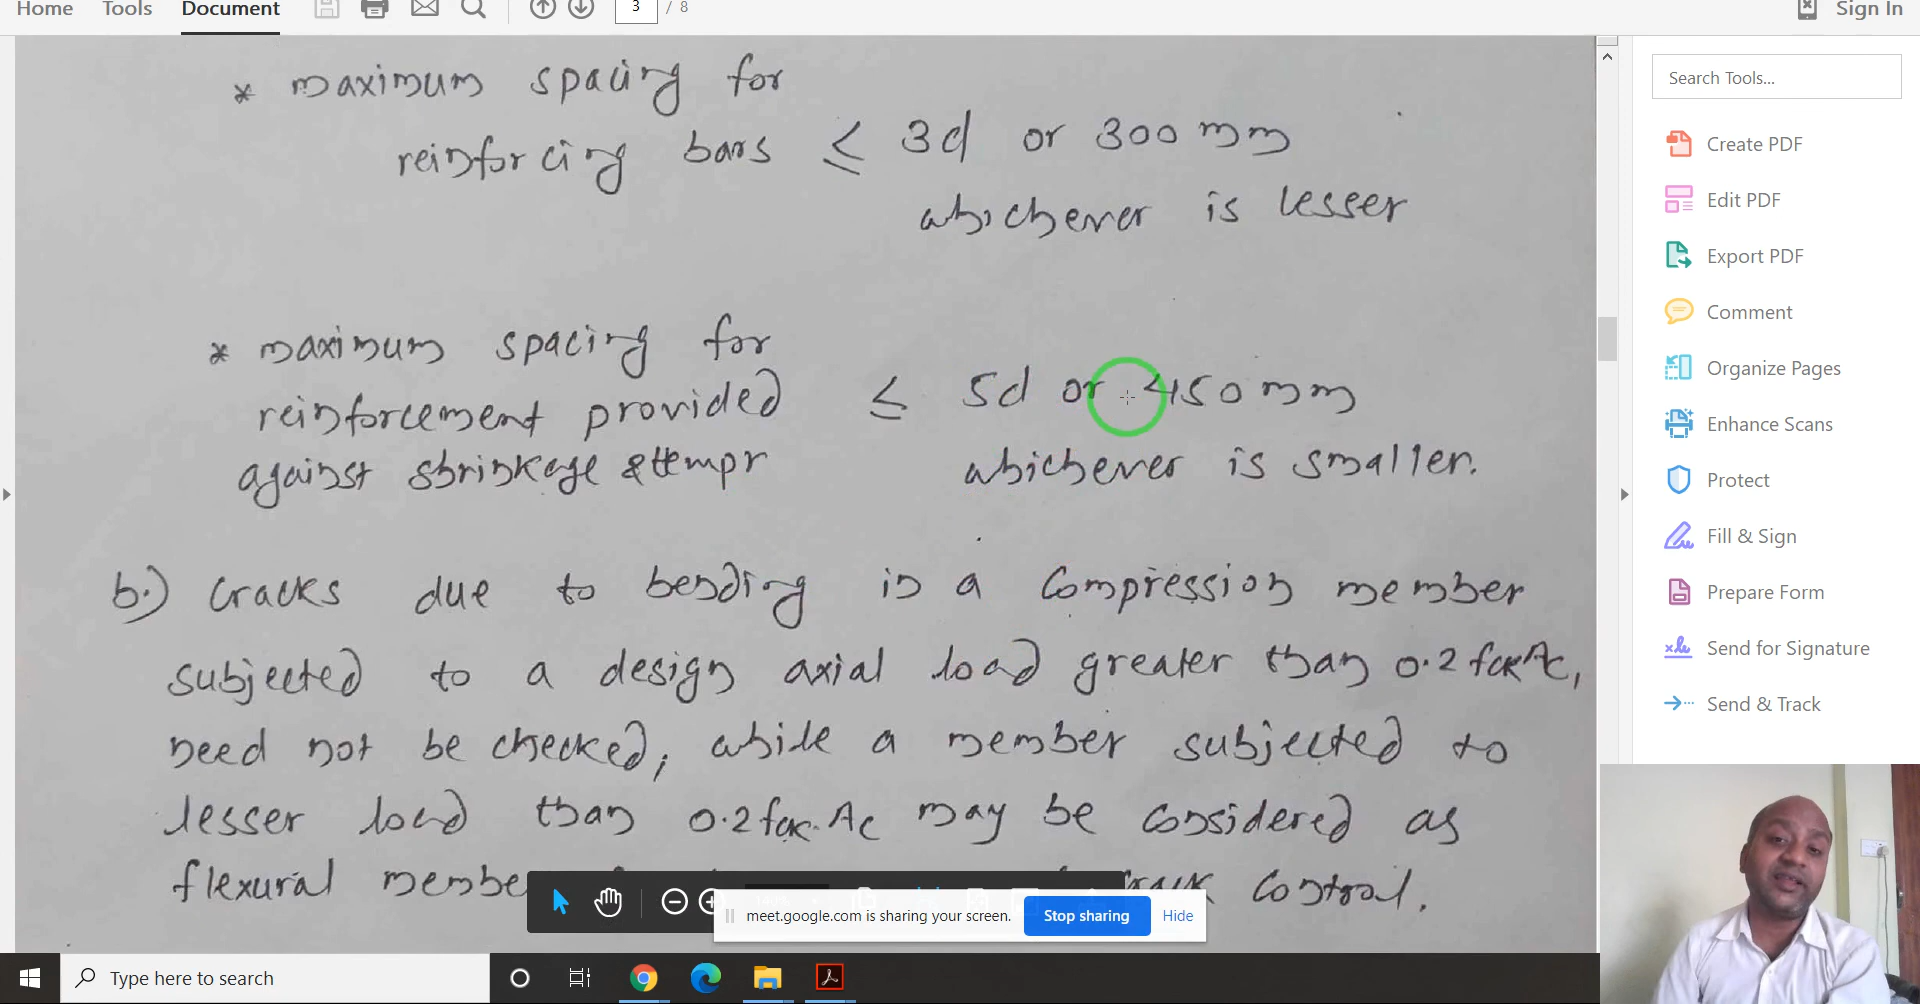 Home Tools Document 3 / 8 Sign In
* maximum spacing for
reinforcing bars ≤ 3d or 300 mm
whichever is lesser
* maximum spacing for
reinforcement provided ≤ 5d or 450 mm
against shrinkage & tempr whichever is smaller.
b.) cracks due to bending in a compression member
subjected to a design axial load greater than 0.2 fck Ac,
need not be checked, while a member subjected to
lesser load than 0.2 fck. Ac may be considered as
flexural control.
Search Tools...
Create PDF
Edit PDF
Export PDF
Comment
Organize Pages
Enhance Scans
Protect
Fill & Sign
Prepare Form
Send for Signature
Send & Track
meet.google.com is sharing your screen. Stop sharing Hide
Type here to search